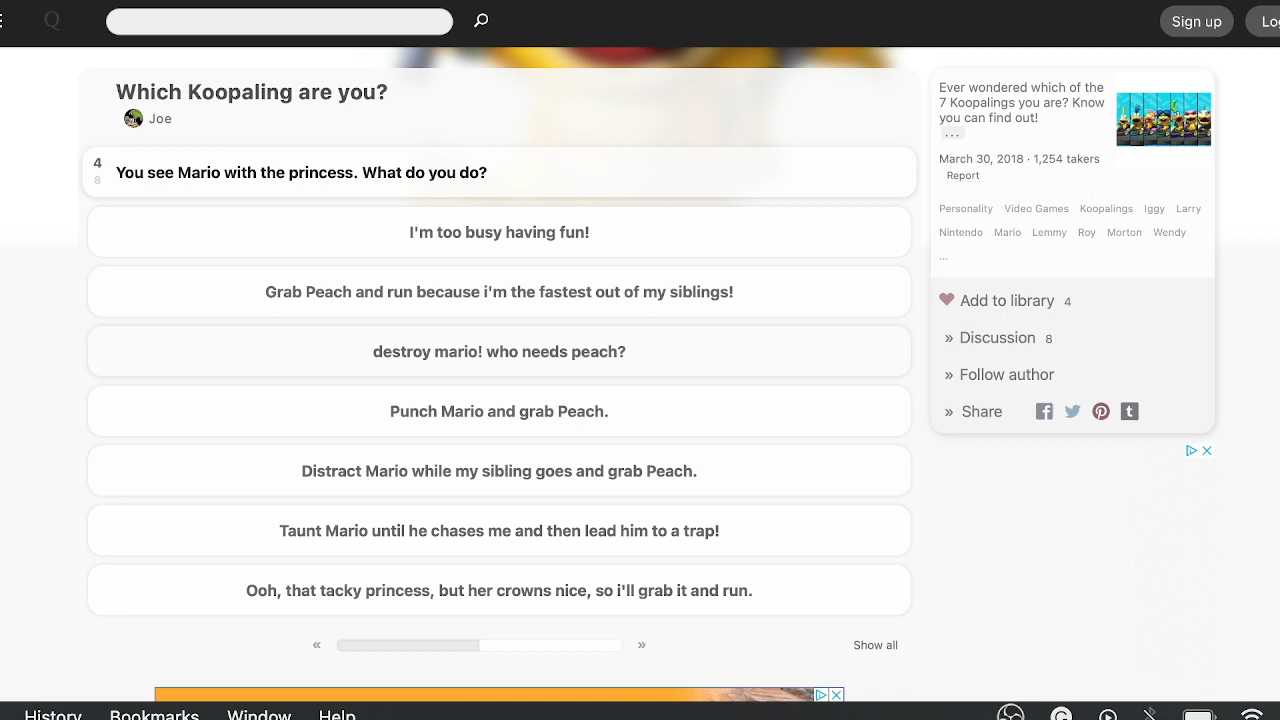 Q
Sign up
Which Koopaling are you?
Joe
4
8
You see Mario with the princess. What do you do?
I'm too busy having fun!
Grab Peach and run because i'm the fastest out of my siblings!
destroy mario! who needs peach?
Punch Mario and grab Peach.
Distract Mario while my sibling goes and grab Peach.
Taunt Mario until he chases me and then lead him to a trap!
Ooh, that tacky princess, but her crowns nice, so i'll grab it and run.
« »
Show all
Ever wondered which of the
7 Koopalings you are? Know
you can find out!
...
March 30, 2018 · 1,254 takers
Report
Personality Video Games Koopalings Iggy Larry
Nintendo Mario Lemmy Roy Morton Wendy
...
Add to library 4
» Discussion 8
» Follow author
» Share
History Bookmarks Window Help